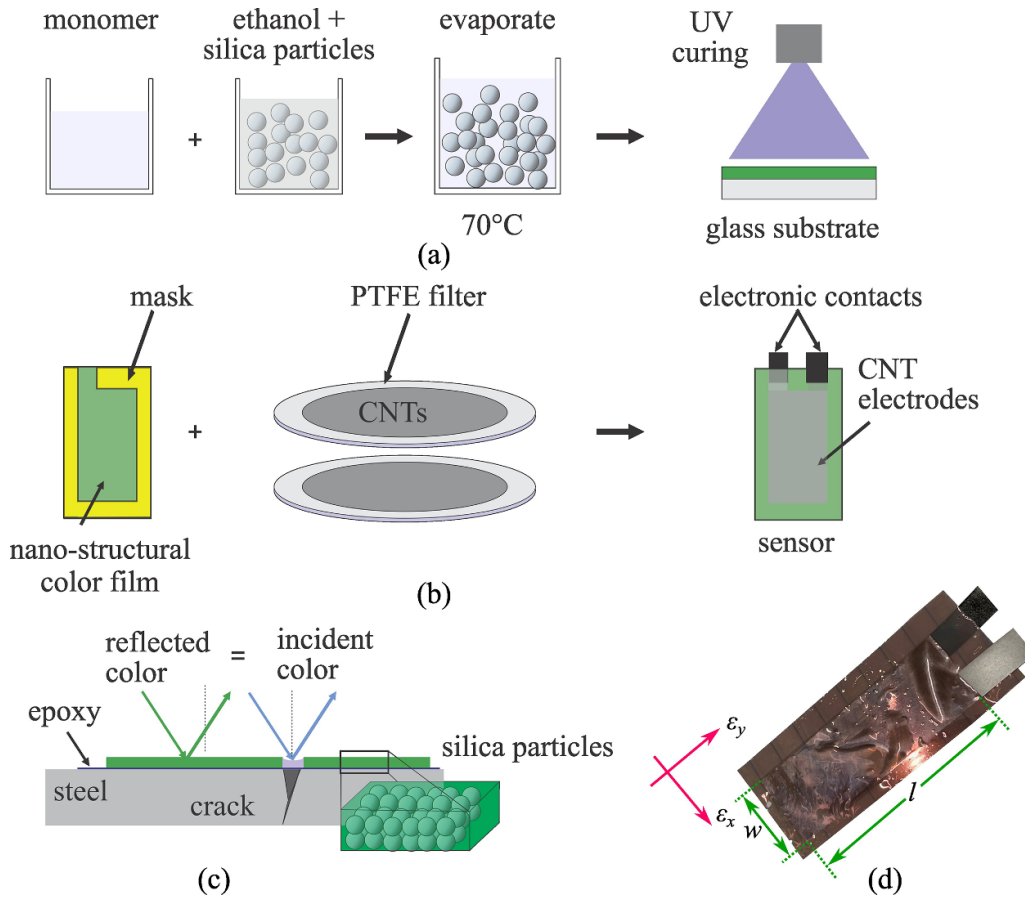 monomer
ethanol +
silica particles
evaporate
UV
curing
+
70°C
glass substrate
(a)
mask
PTFE filter
electronic contacts
CNTs
CNT
electrodes
+
nano-structural
color film
sensor
(b)
reflected
color
=
incident
color
epoxy
silica particles
steel
crack
(c)
εy
εx
w
l
(d)